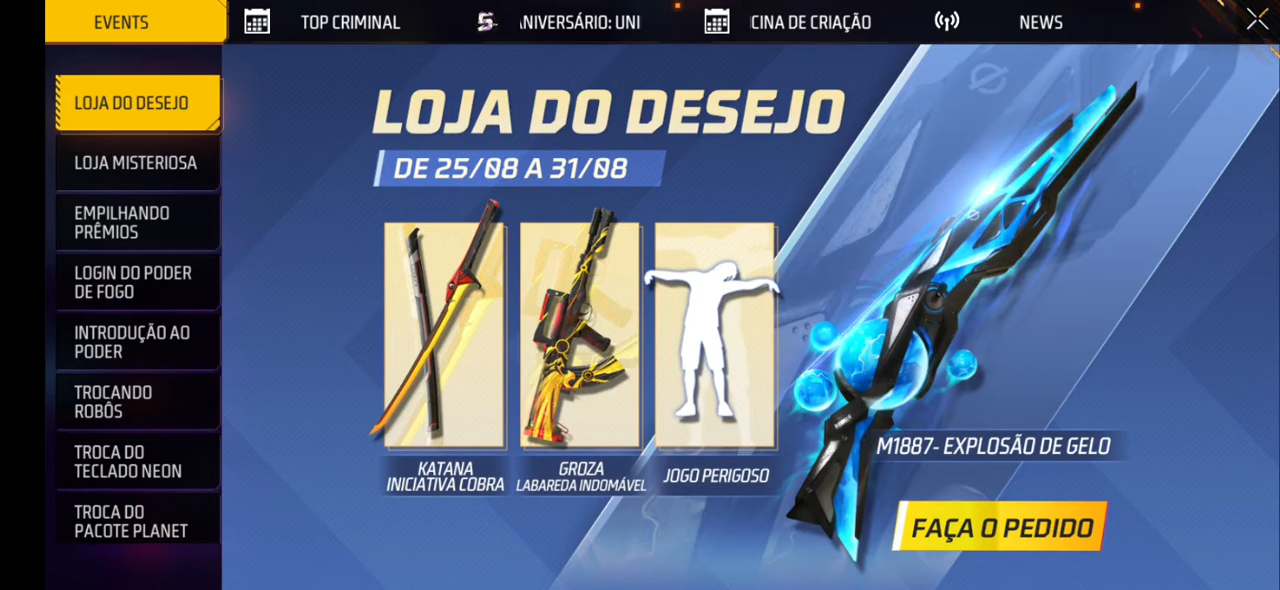 EVENTS
TOP CRIMINAL
NIVERSÁRIO: UNI
CINA DE CRIAÇÃO
NEWS
LOJA DO DESEJO
LOJA MISTERIOSA
EMPILHANDO
PRÊMIOS
LOGIN DO PODER
DE FOGO
INTRODUÇÃO AO
PODER
TROCANDO
ROBÔS
TROCA DO
TECLADO NEON
TROCA DO
PACOTE PLANET
LOJA DO DESEJO
DE 25/08 A 31/08
KATANA
INICIATIVA COBRA
GROZA
LABAREDA INDOMÁVEL
JOGO PERIGOSO
M1887- EXPLOSÃO DE GELO
FAÇA O PEDIDO